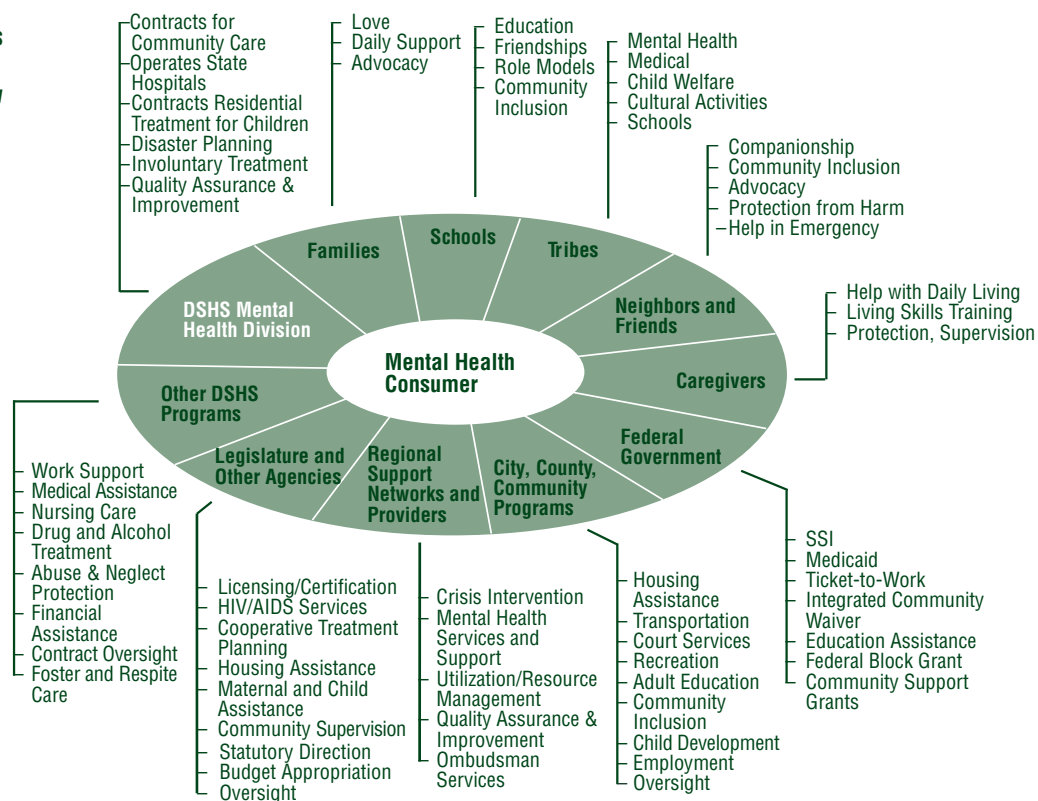 Contracts for
Community Care
Operates State
Hospitals
Contracts Residential
Treatment for Children
Disaster Planning
Involuntary Treatment
Quality Assurance &
Improvement
Love
Daily Support
Advocacy
Education
Friendships
Role Models
Community
Inclusion
Mental Health
Medical
Child Welfare
Cultural Activities
Schools
Companionship
Community Inclusion
Advocacy
Protection from Harm
Help in Emergency
Help with Daily Living
Living Skills Training
Protection, Supervision
DSHS Mental
Health Division
Families
Schools
Tribes
Neighbors and
Friends
Caregivers
Federal
Government
City, County,
Community
Programs
Regional
Support
Networks and
Providers
Legislature and
Other Agencies
Other DSHS
Programs
Mental Health
Consumer
Work Support
Medical Assistance
Nursing Care
Drug and Alcohol
Treatment
Abuse & Neglect
Protection
Financial
Assistance
Contract Oversight
Foster and Respite
Care
Licensing/Certification
HIV/AIDS Services
Cooperative Treatment
Planning
Housing Assistance
Maternal and Child
Assistance
Community Supervision
Statutory Direction
Budget Appropriation
Oversight
Crisis Intervention
Mental Health
Services and
Support
Utilization/Resource
Management
Quality Assurance &
Improvement
Ombudsman
Services
Housing
Assistance
Transportation
Court Services
Recreation
Adult Education
Community
Inclusion
Child Development
Employment
Oversight
SSI
Medicaid
Ticket-to-Work
Integrated Community
Waiver
Education Assistance
Federal Block Grant
Community Support
Grants